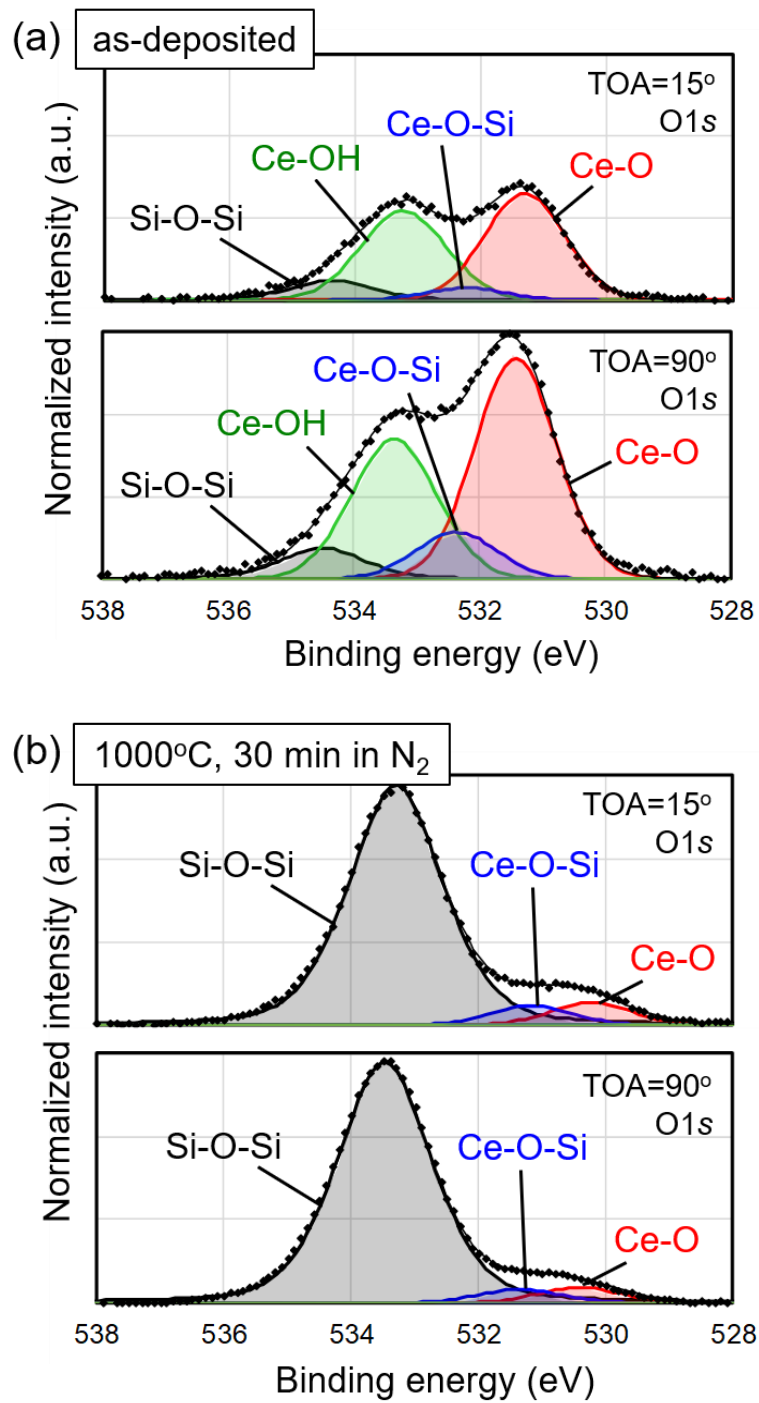 (a) as-deposited
TOA=15°
O1s
Ce-O-Si
Ce-OH
Ce-O
Si-O-Si
TOA=90°
O1s
Ce-O-Si
Ce-OH
Ce-O
Si-O-Si
Normalized intensity (a.u.)
538 536 534 532 530 528
Binding energy (eV)
(b) 1000°C, 30 min in N₂
TOA=15°
O1s
Si-O-Si
Ce-O-Si
Ce-O
TOA=90°
O1s
Si-O-Si
Ce-O-Si
Ce-O
Normalized intensity (a.u.)
538 536 534 532 530 528
Binding energy (eV)